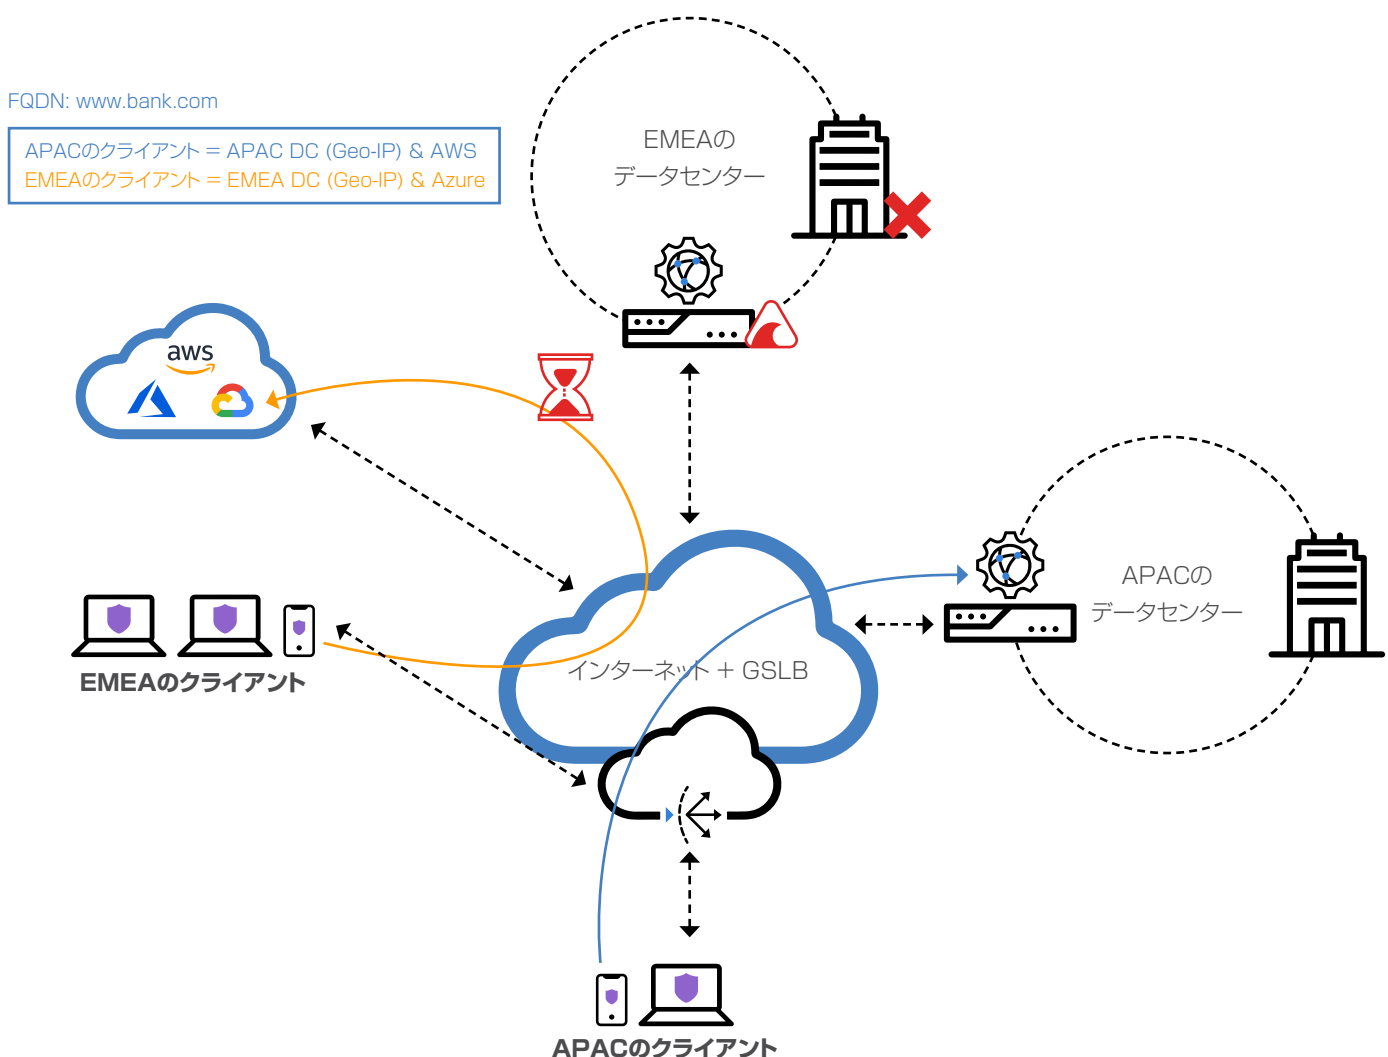 FQDN: www.bank.com
APACのクライアント = APAC DC (Geo-IP) & AWS
EMEAのクライアント = EMEA DC (Geo-IP) & Azure
EMEAの
データセンター
aws
APACの
データセンター
インターネット + GSLB
EMEAのクライアント
APACのクライアント